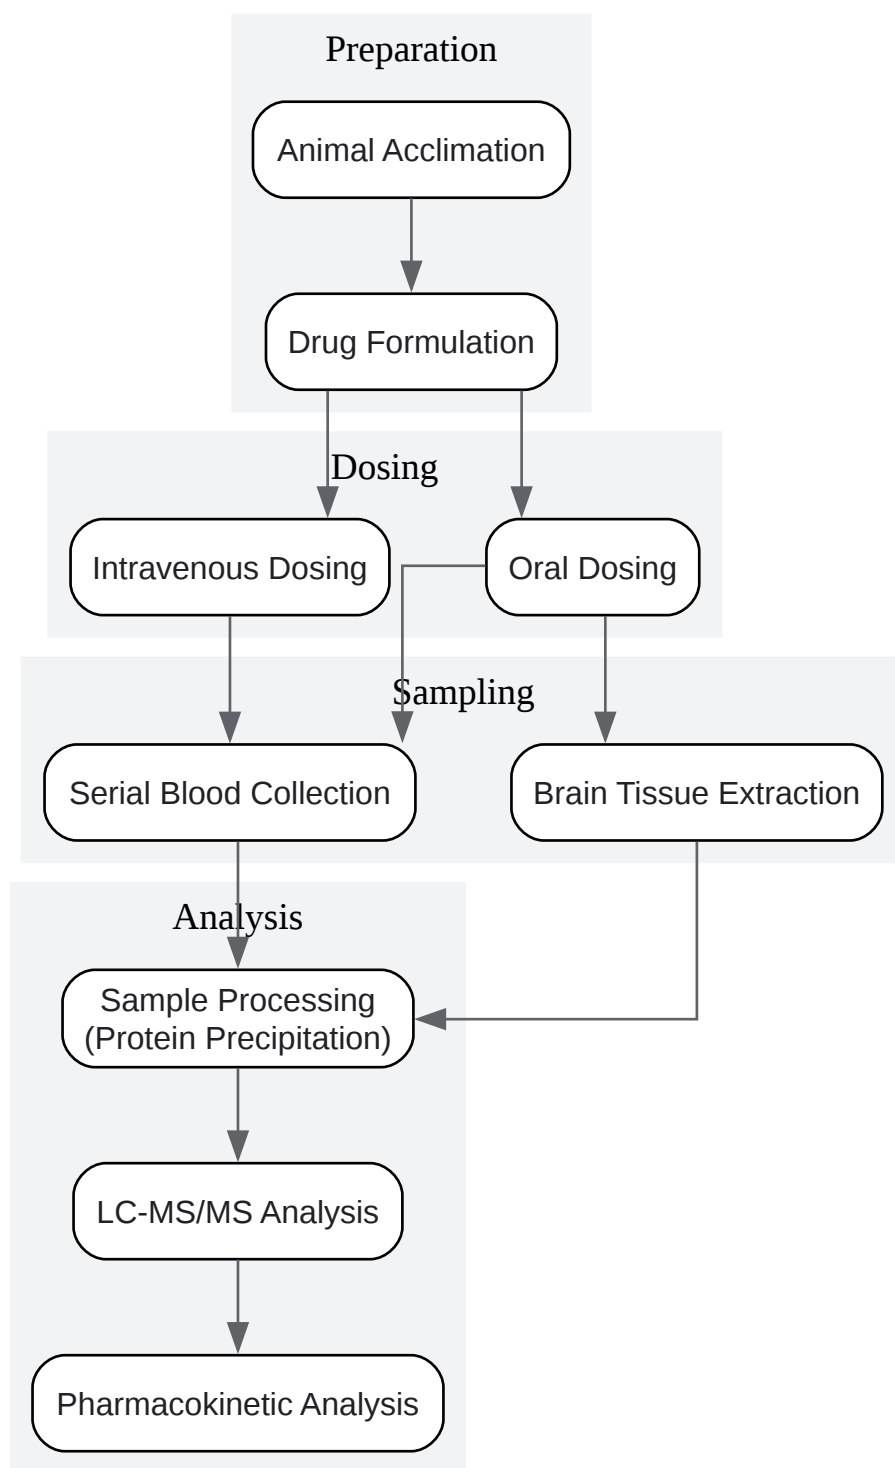 Preparation
Animal Acclimation
Drug Formulation
Dosing
Intravenous Dosing
Oral Dosing
Sampling
Serial Blood Collection
Brain Tissue Extraction
Analysis
Sample Processing
(Protein Precipitation)
LC-MS/MS Analysis
Pharmacokinetic Analysis